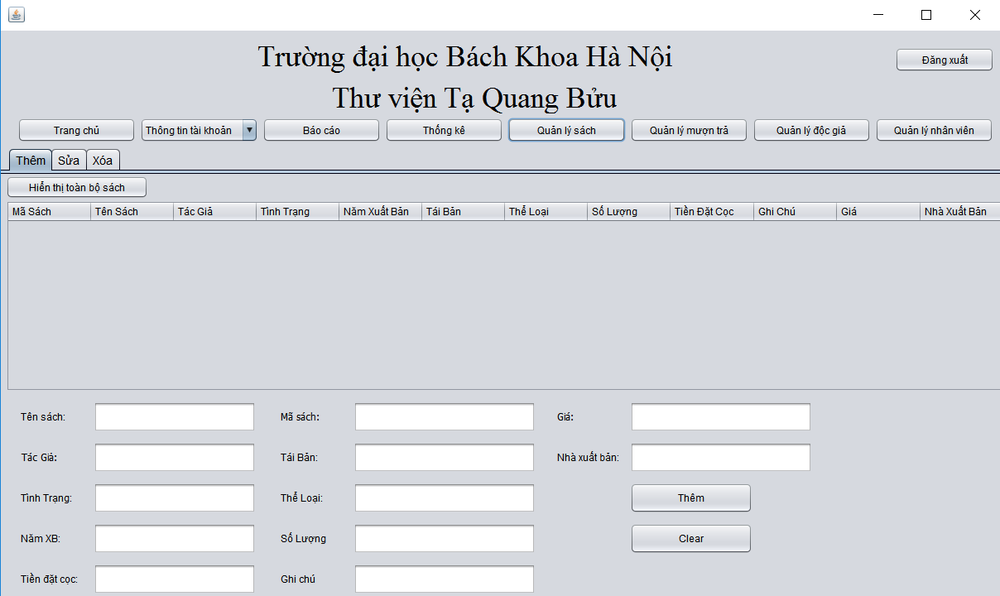 Trường đại học Bách Khoa Hà Nội
Đăng xuất
Thư viện Tạ Quang Bửu
Trang chủ Thông tin tài khoản Báo cáo Thống kê Quản lý sách Quản lý mượn trả Quản lý độc giả Quản lý nhân viên
Thêm Sửa Xóa
Hiển thị toàn bộ sách
Mã Sách Tên Sách Tác Giả Tình Trạng Năm Xuất Bản Tái Bản Thể Loại Số Lượng Tiền Đặt Cọc Ghi Chú Giá Nhà Xuất Bản
Tên sách: Mã sách: Giá:
Tác Giả: Tái Bản: Nhà xuất bản:
Tình Trạng: Thể Loại: Thêm
Năm XB: Số Lượng Clear
Tiền đặt cọc: Ghi chú